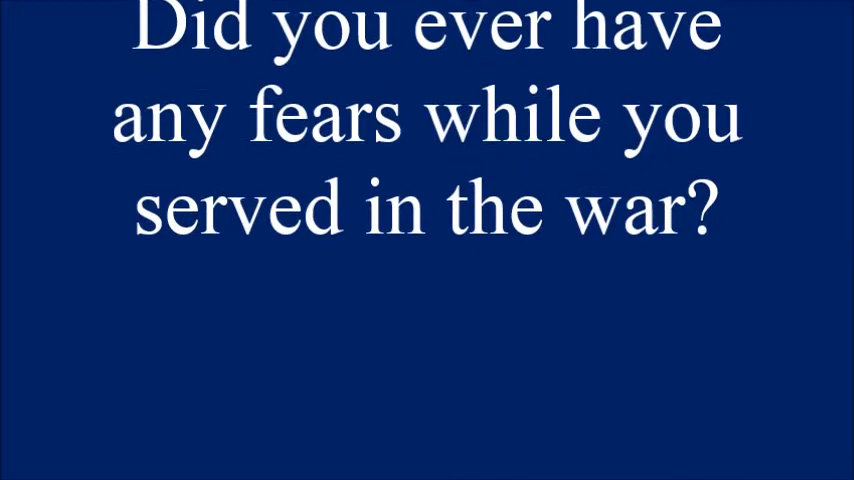 Did you ever have
any fears while you
served in the war?